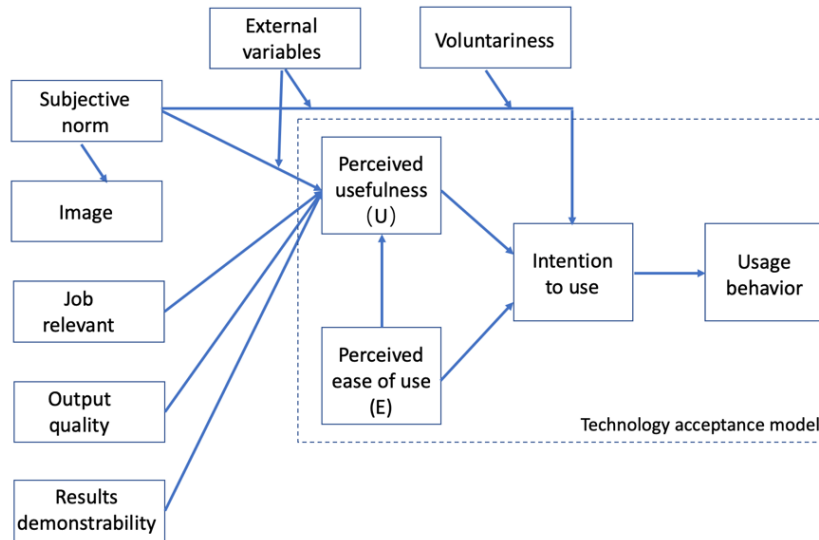 External
variables
Voluntariness
Subjective
norm
Perceived
usefulness
(U)
Image
Intention
to use
Usage
behavior
Job
relevant
Perceived
ease of use
(E)
Output
quality
Technology acceptance model
Results
demonstrability